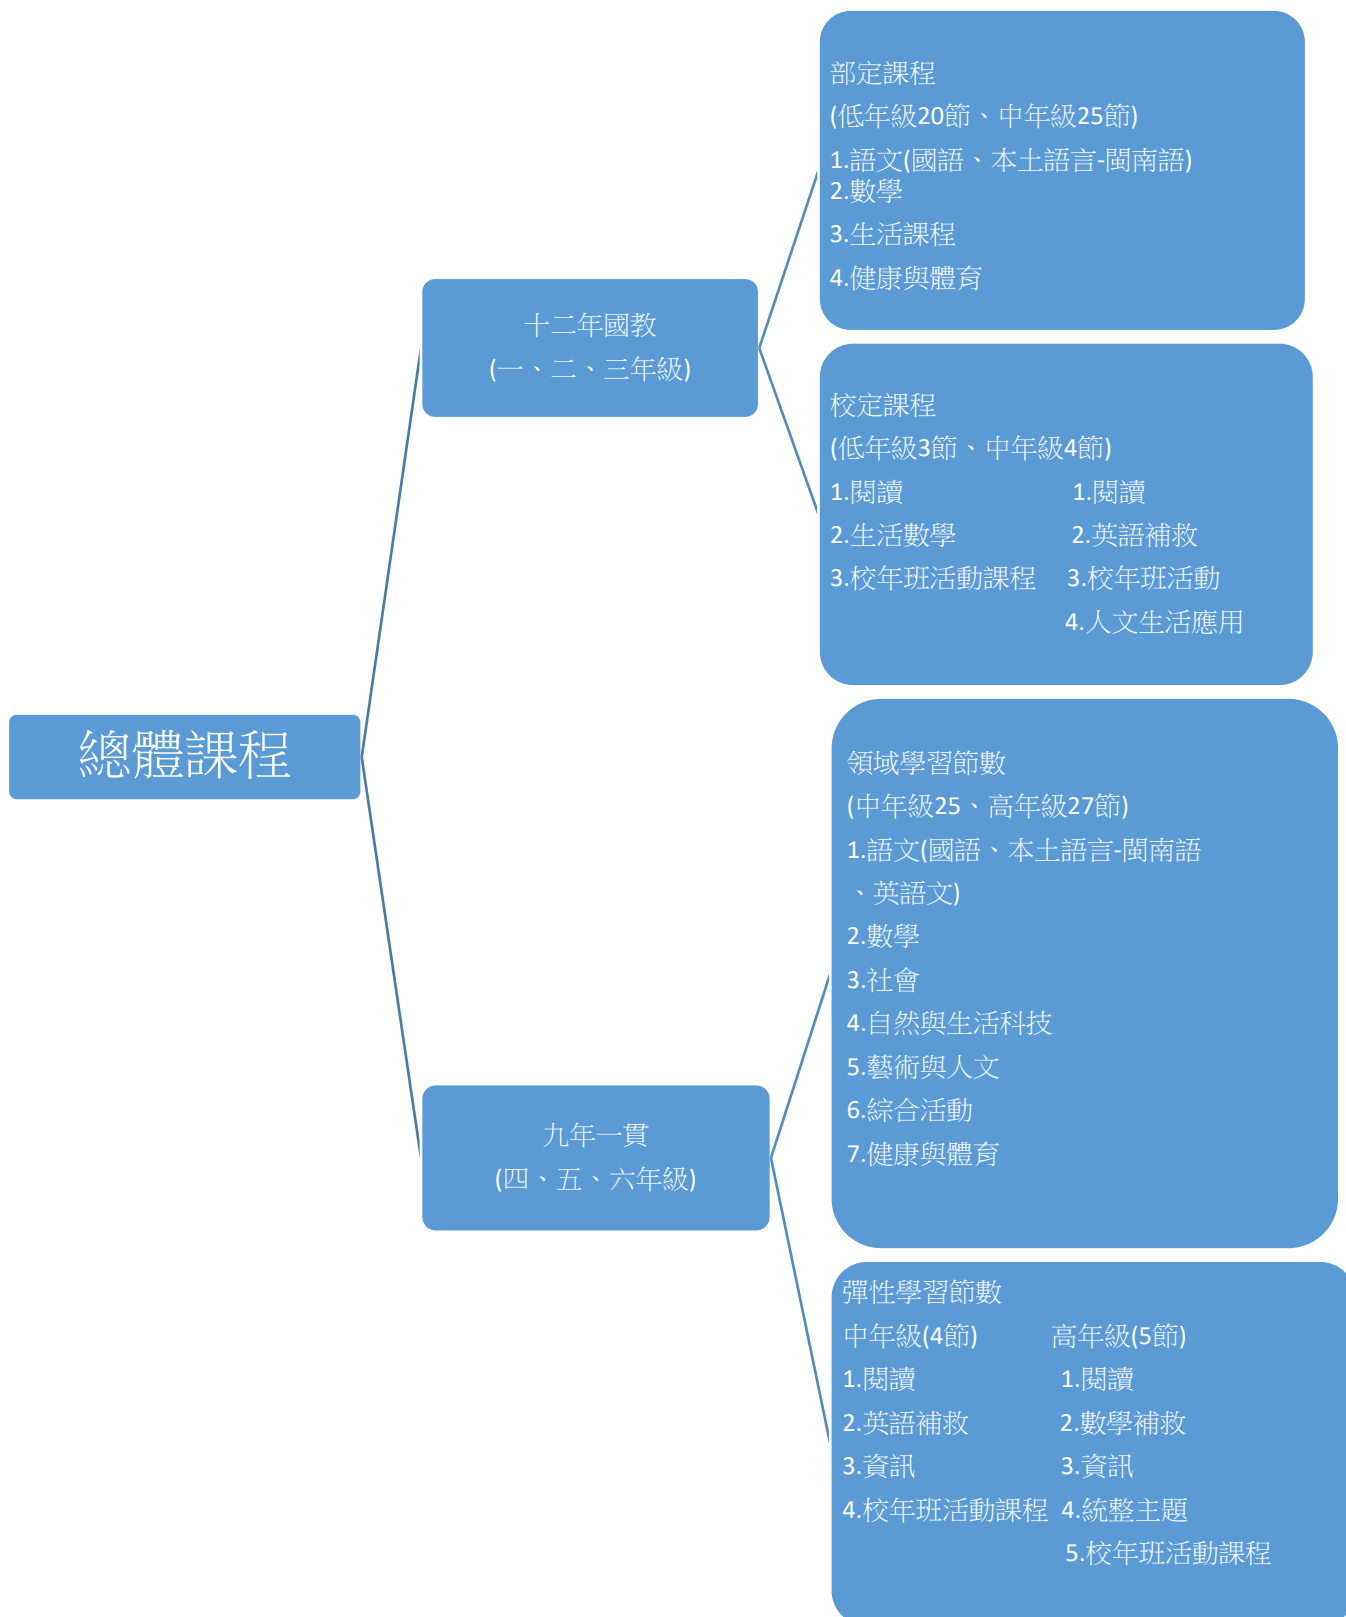 總體課程
十二年國教
(一、二、三年級)
部定課程
(低年級20節、中年級25節)
1.語文(國語、本土語言-閩南語)
2.數學
3.生活課程
4.健康與體育
校定課程
(低年級3節、中年級4節)
1.閱讀 1.閱讀
2.生活數學 2.英語補救
3.校年班活動課程 3.校年班活動
4.人文生活應用
九年一貫
(四、五、六年級)
領域學習節數
(中年級25、高年級27節)
1.語文(國語、本土語言-閩南語
、英語文)
2.數學
3.社會
4.自然與生活科技
5.藝術與人文
6.綜合活動
7.健康與體育
彈性學習節數
中年級(4節) 高年級(5節)
1.閱讀 1.閱讀
2.英語補救 2.數學補救
3.資訊 3.資訊
4.校年班活動課程 4.統整主題
5.校年班活動課程